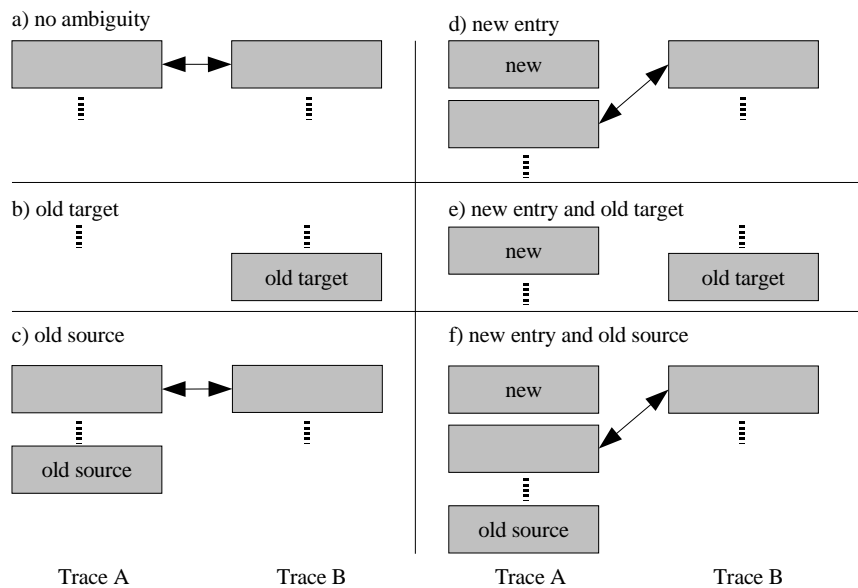 a) no ambiguity
b) old target
old target
c) old source
old source
Trace A
Trace B
d) new entry
new
e) new entry and old target
new
old target
f) new entry and old source
new
old source
Trace A
Trace B